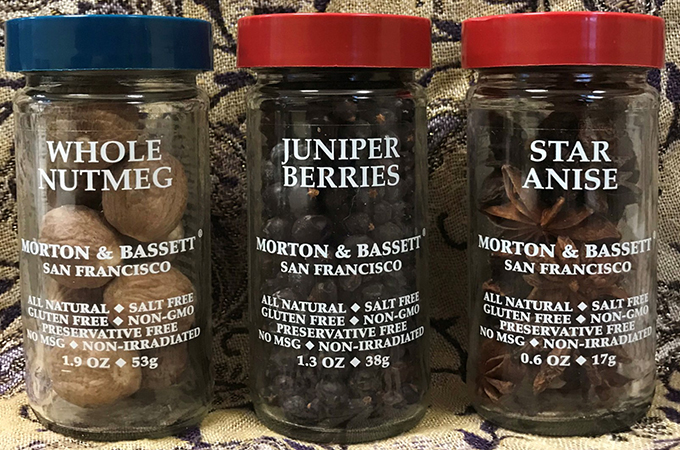 WHOLE
NUTMEG
MORTON & BASSETT®
SAN FRANCISCO
ALL NATURAL ◆ SALT FREE
GLUTEN FREE ◆ NON-GMO
PRESERVATIVE FREE
NO MSG ◆ NON-IRRADIATED
1.9 OZ ◆ 53g
JUNIPER
BERRIES
MORTON & BASSETT®
SAN FRANCISCO
ALL NATURAL ◆ SALT FREE
GLUTEN FREE ◆ NON-GMO
PRESERVATIVE FREE
NO MSG ◆ NON-IRRADIATED
1.3 OZ ◆ 38g
STAR
ANISE
MORTON & BASSETT®
SAN FRANCISCO
ALL NATURAL ◆ SALT FREE
GLUTEN FREE ◆ NON-GMO
PRESERVATIVE FREE
NO MSG ◆ NON-IRRADIATED
0.6 OZ ◆ 17g